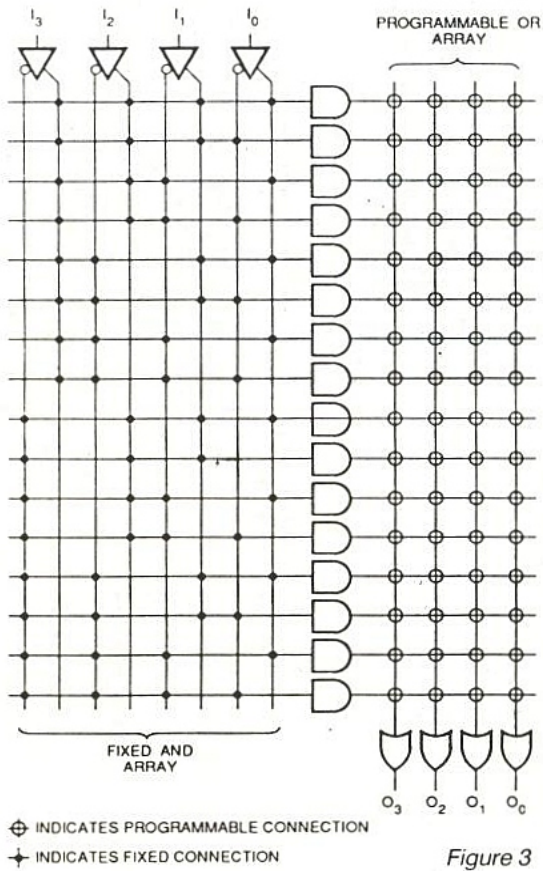 I3 I2 I1 I0
PROGRAMMABLE OR
ARRAY
FIXED AND
ARRAY
O3 O2 O1 O0
INDICATES PROGRAMMABLE CONNECTION
INDICATES FIXED CONNECTION
Figure 3